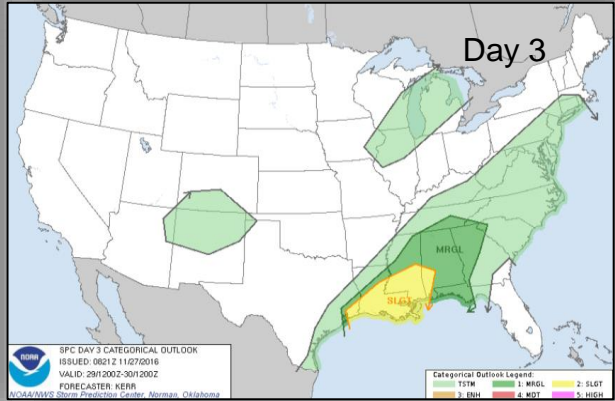 Day 3
MRGL
SLGT
NOAA
SPC DAY 3 CATEGORICAL OUTLOOK
ISSUED: 0821Z 11/27/2016
VALID: 29/1200Z-30/1200Z
FORECASTER: KERR
NOAA/NWS Storm Prediction Center, Norman, Oklahoma
Categorical Outlook Legend:
TSTM 1: MRGL 2: SLGT
3: ENH 4: MDT 5: HIGH